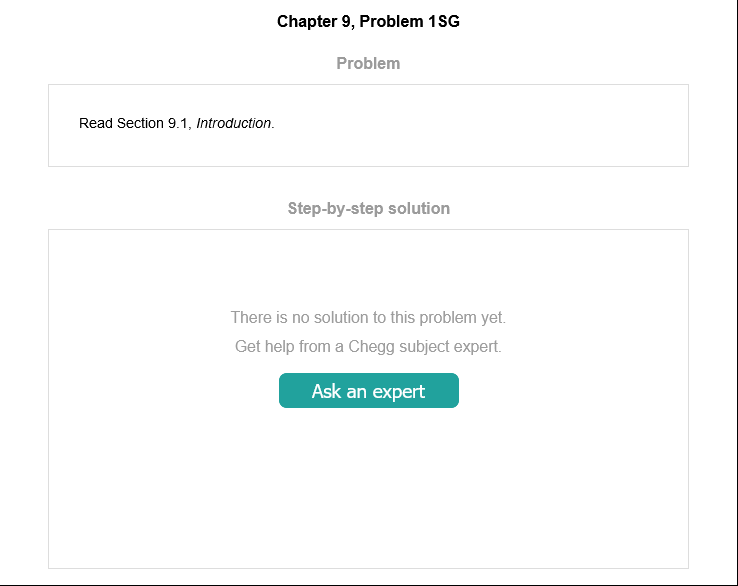 Chapter 9, Problem 1SG
Problem
Read Section 9.1, Introduction.
Step-by-step solution
There is no solution to this problem yet.
Get help from a Chegg subject expert.
Ask an expert